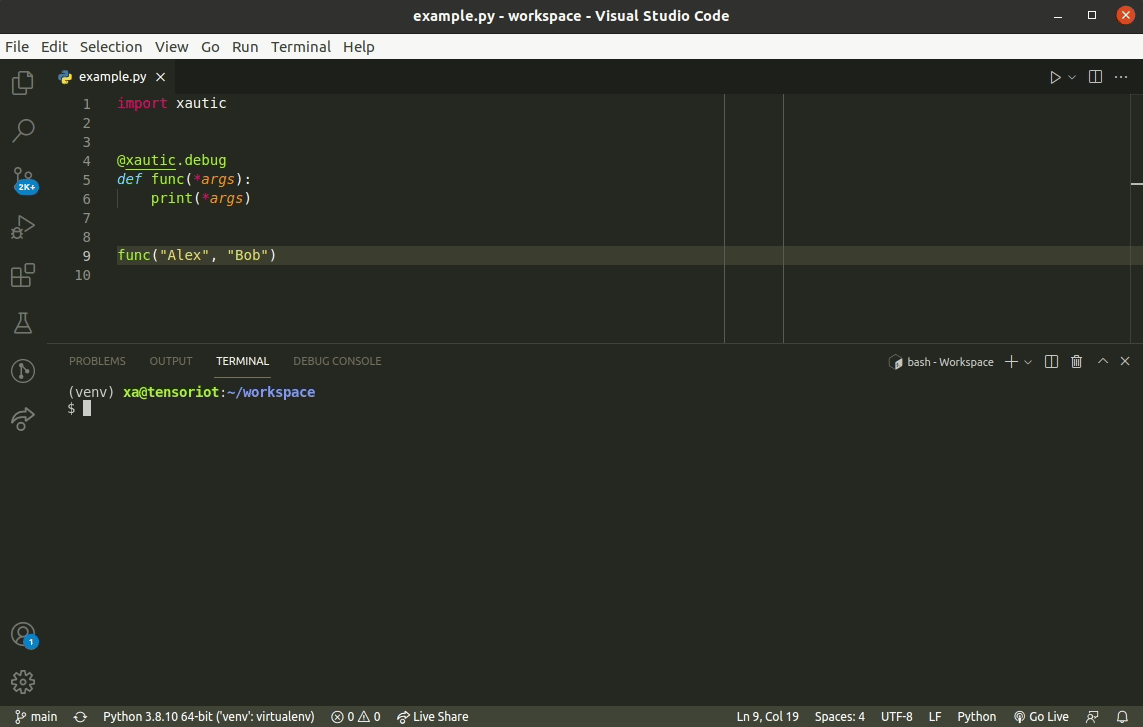 example.py - workspace - Visual Studio Code
File Edit Selection View Go Run Terminal Help
example.py
1 import xautic
2
3
4 @xautic.debug
5 def func(*args):
6     print(*args)
7
8
9 func("Alex", "Bob")
10
2K+
PROBLEMS OUTPUT TERMINAL DEBUG CONSOLE bash - Workspace
(venv) xa@tensoriot:~/workspace
$
1
main Python 3.8.10 64-bit ('venv': virtualenv) 0 0 Live Share Ln 9, Col 19 Spaces: 4 UTF-8 LF Python Go Live